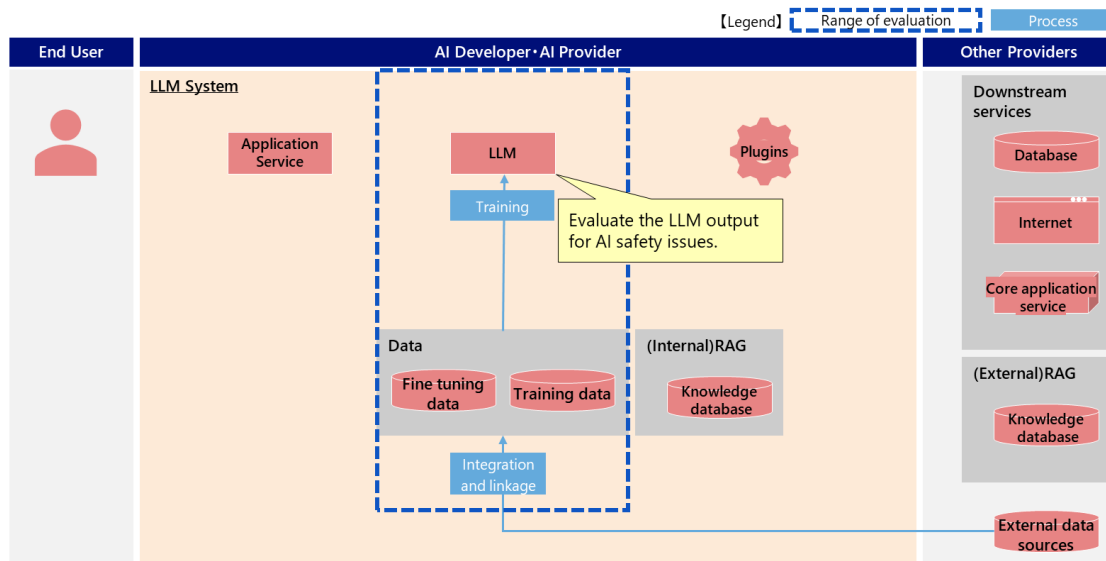 【Legend】 Range of evaluation Process
End User AI Developer・AI Provider Other Providers
LLM System
Application
Service
LLM
Training
Evaluate the LLM output
for AI safety issues.
Plugins
Data
Fine tuning
data
Training data
(Internal)RAG
Knowledge
database
Integration
and linkage
Downstream
services
Database
Internet
Core application
service
(External)RAG
Knowledge
database
External data
sources